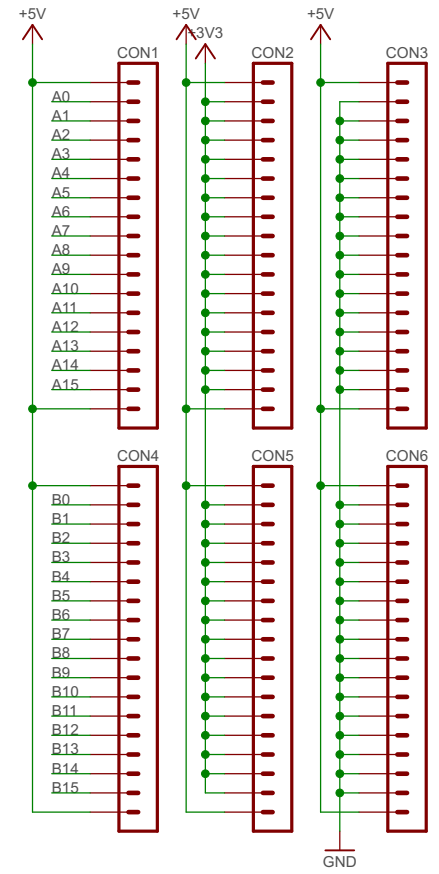 +5V +5V +5V
+3V3
CON1 CON2 CON3
A0
A1
A2
A3
A4
A5
A6
A7
A8
A9
A10
A11
A12
A13
A14
A15
CON4 CON5 CON6
B0
B1
B2
B3
B4
B5
B6
B7
B8
B9
B10
B11
B12
B13
B14
B15
GND